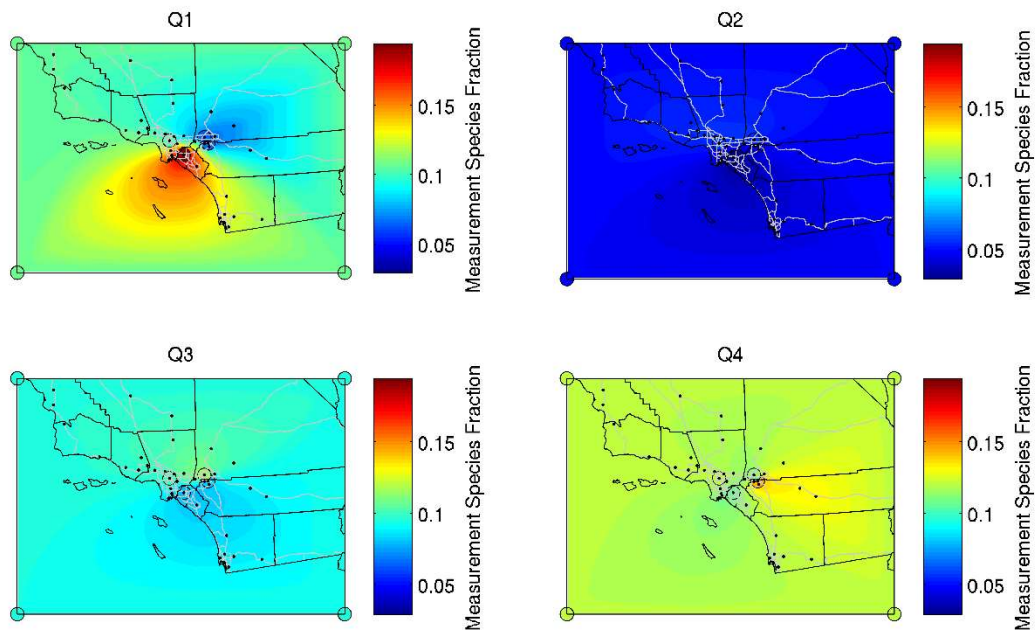 Q1
0.15
0.1
0.05
Measurement Species Fraction
Q2
0.15
0.1
0.05
Measurement Species Fraction
Q3
0.15
0.1
0.05
Measurement Species Fraction
Q4
0.15
0.1
0.05
Measurement Species Fraction